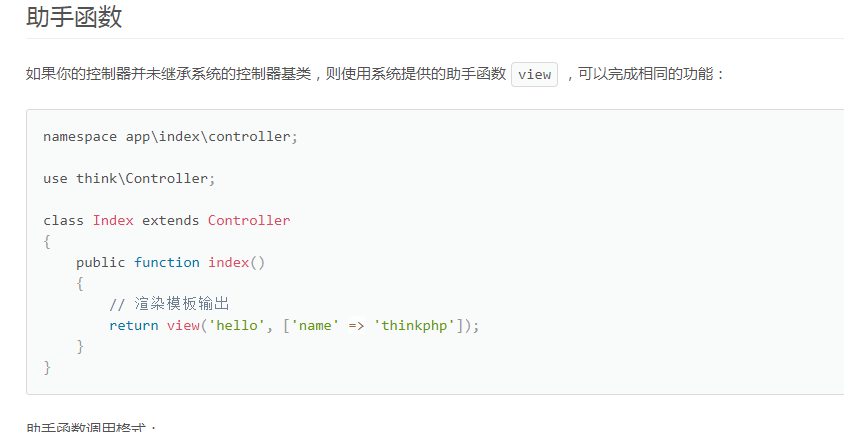 助手函数
如果你的控制器并未继承系统的控制器基类，则使用系统提供的助手函数 view ，可以完成相同的功能：
namespace app\index\controller;
use think\Controller;
class Index extends Controller
{
    public function index()
    {
        // 渲染模板输出
        return view('hello', ['name' => 'thinkphp']);
    }
}
助手函数调用格式：